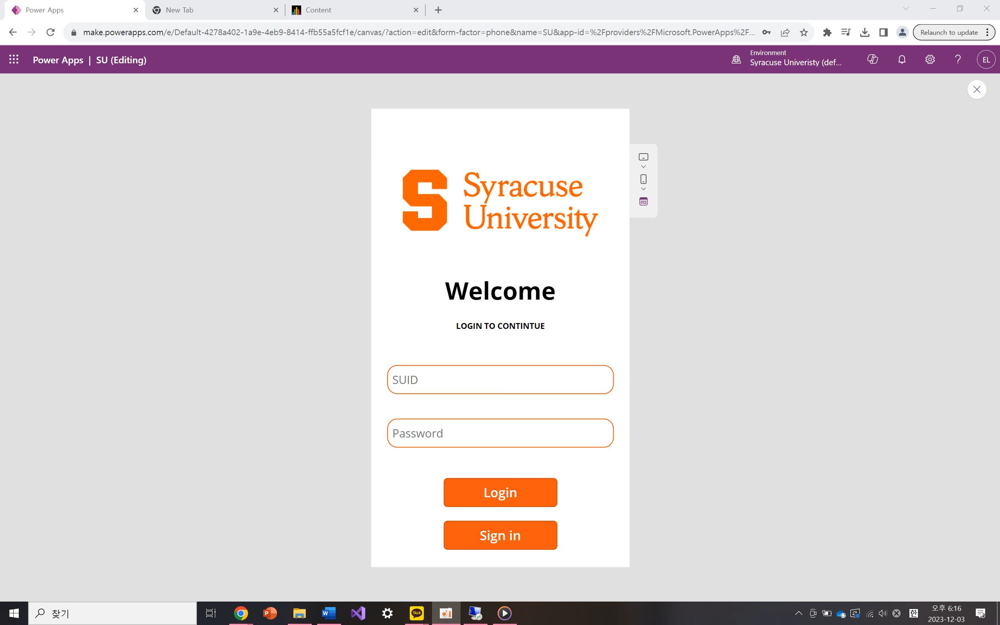 Power Apps
New Tab
Content
make.powerapps.com/e/Default-4278a402-1a9e-4eb9-8414-ffb55a5fcf1e/canvas/?action=edit&form-factor=phone&name=SU&app-id=%2Fproviders%2FMicrosoft.PowerApps%2F...
Relaunch to update
Power Apps | SU (Editing)
Environment
Syracuse Univeristy (def...
EL
Syracuse
University
Welcome
LOGIN TO CONTINTUE
SUID
Password
Login
Sign in
찾기
TALK
한
오후 6:16
2023-12-03